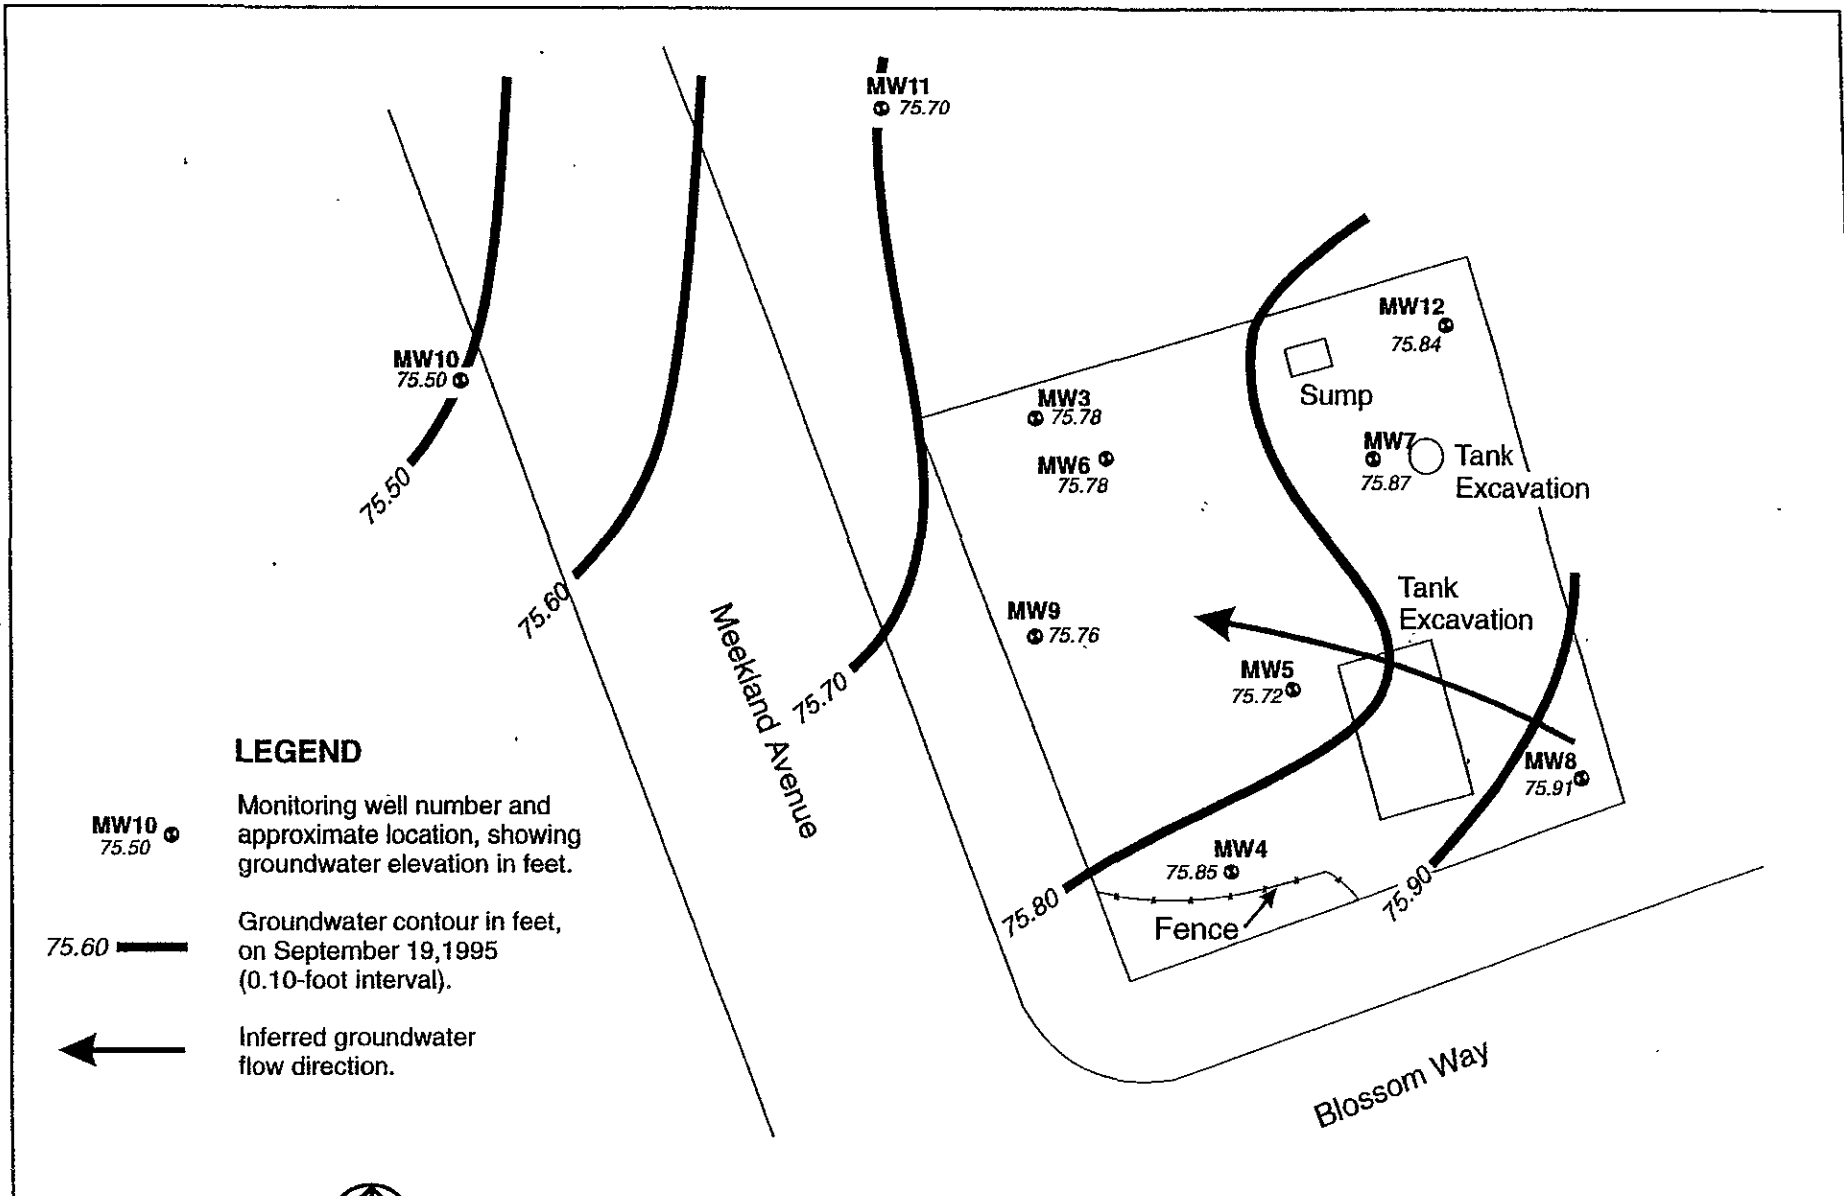 MW11
75.70
MW12
75.84
MW10
75.50
Sump
MW3
75.78
MW7
75.87
Tank
Excavation
MW6
75.78
75.50
Tank
Excavation
75.60
MW9
75.76
Meekland Avenue
MW5
75.72
75.70
MW8
75.91
MW4
75.85
75.80
75.90
Fence
Blossom Way
LEGEND
MW10
75.50
Monitoring well number and
approximate location, showing
groundwater elevation in feet.
75.60
Groundwater contour in feet,
on September 19,1995
(0.10-foot interval).
Inferred groundwater
flow direction.